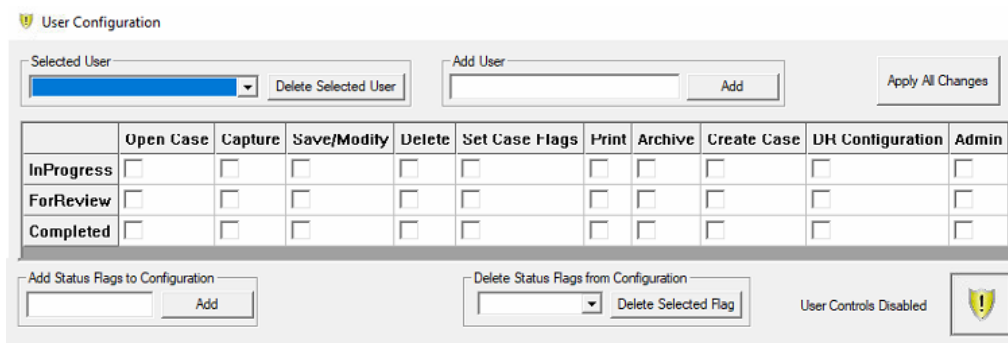 User Configuration
Selected User
Delete Selected User
Add User
Add
Apply All Changes
Open Case Capture Save/Modify Delete Set Case Flags Print Archive Create Case DR Configuration Admin
InProgress
ForReview
Completed
Add Status Flags to Configuration
Add
Delete Status Flags from Configuration
Delete Selected Flag
User Controls Disabled